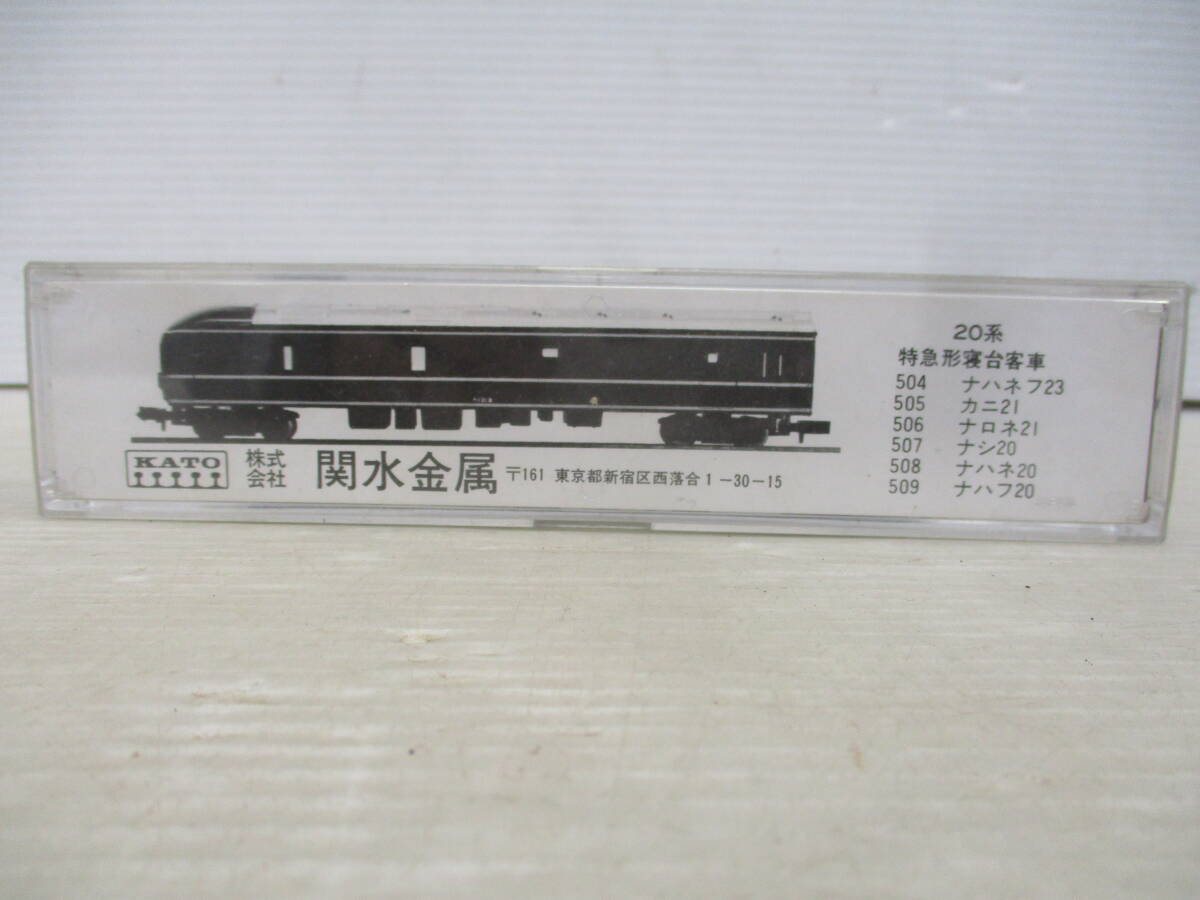 20系
特急形寝台客車
504 ナハネフ23
505 カニ21
506 ナロネ21
507 ナシ20
508 ナハネ20
509 ナハフ20
KATO 株式会社 関水金属 〒161 東京都新宿区西落合1-30-15